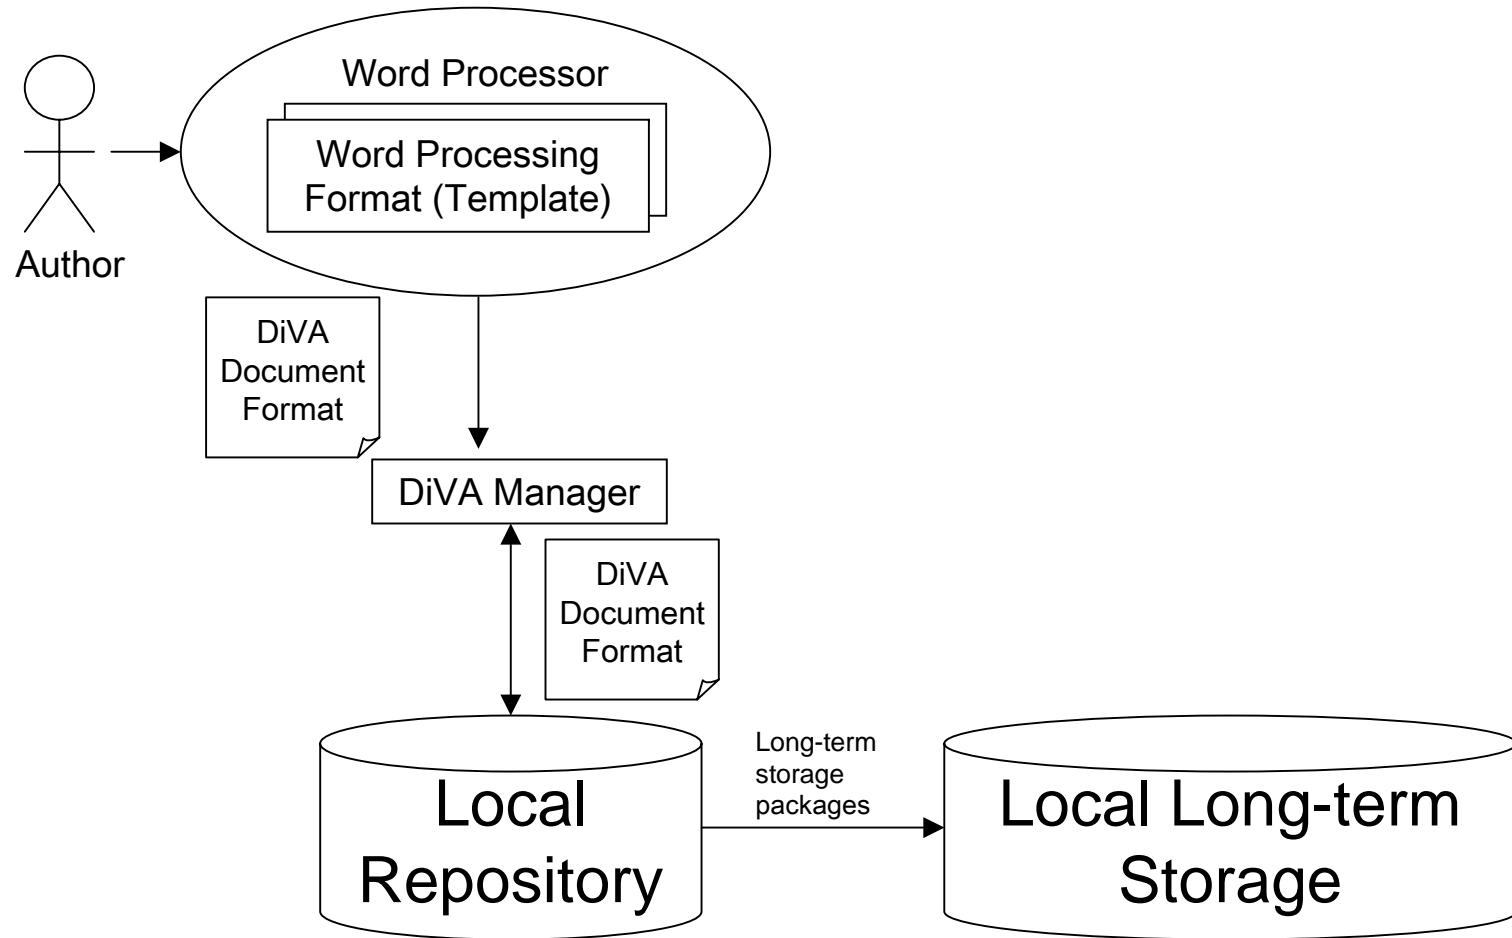 Word Processor
Word Processing
Format (Template)
Author
DiVA
Document
Format
DiVA Manager
DiVA
Document
Format
Long-term
storage
packages
Local
Repository
Local Long-term
Storage